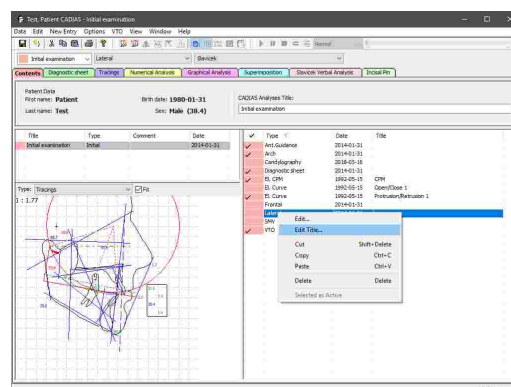 Test, Patient CADIAS - Initial examination
Data Edit New Entry Options VTO View Window Help
Normal
Initial examination Lateral Slavicek
Contents Diagnostic sheet Tracings Numerical Analysis Graphical Analysis Superimposition Slavicek Verbal Analysis Incisal Pin
Patient Data
First name: Patient Birth date: 1980-01-31
Last name: Test Sex: Male (38.4)
CADIAS Analyses Title:
Initial examination
Title Type Comment Date
Initial examination Initial 2014-01-31
Type: Tracings Fit
1 : 1.77
Type Date Title
Ant.Guidance 2014-01-31
Arch 2014-01-31
Condylography 2018-05-16
Diagnostic sheet 2014-01-31
El. CPM 1992-05-15 CPM
El. Curve 1992-05-15 Open/Close 1
El. Curve 1992-05-15 Protrusion/Retrusion 1
Frontal 2014-01-31
Lateral
SMV
VTO
Edit...
Edit Title...
Cut Shift+Delete
Copy Ctrl+C
Paste Ctrl+V
Delete Delete
Selected as Active